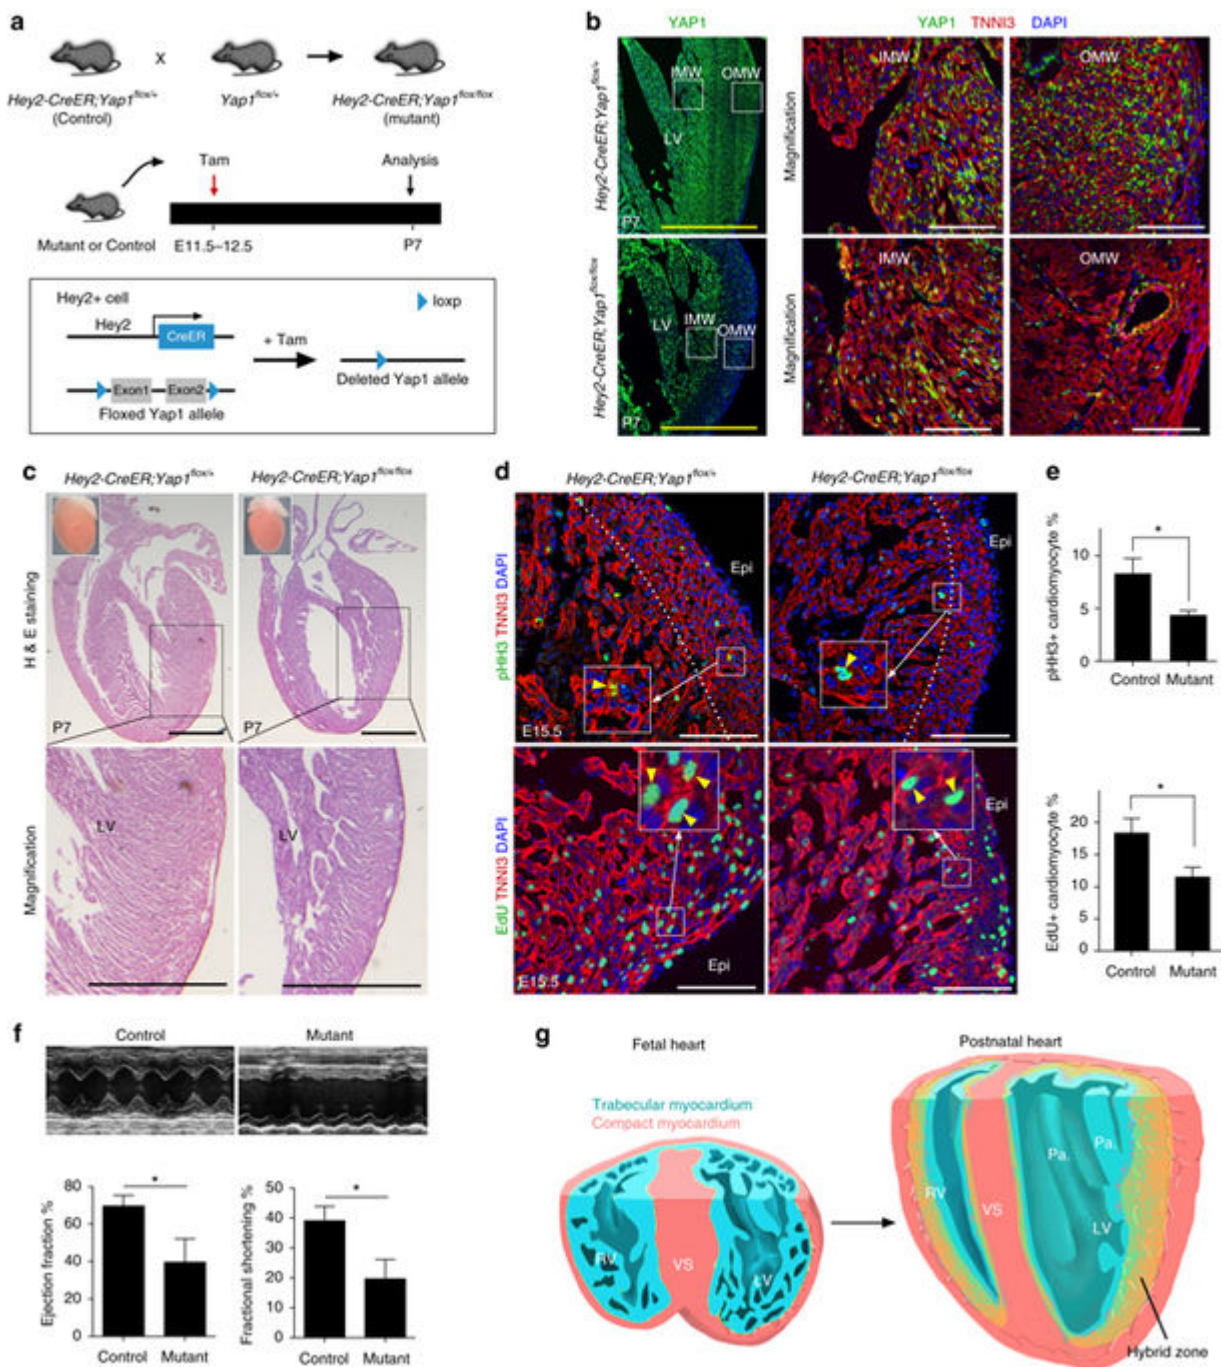 a
x
Hey2-CreER;Yap1flox/+
(Control)
Yap1flox/+
Hey2-CreER;Yap1flox/flox
(mutant)
Tam
Analysis
Mutant or Control
E11.5–12.5
P7
Hey2+ cell
loxp
Hey2
CreER
+ Tam
Exon1
Exon2
Floxed Yap1 allele
Deleted Yap1 allele
b
YAP1
YAP1 TNNI3 DAPI
Hey2-CreER;Yap1flox/+
IMW
OMW
LV
P7
Magnification
IMW
OMW
Hey2-CreER;Yap1flox/flox
LV
IMW
OMW
P7
Magnification
IMW
OMW
c
Hey2-CreER;Yap1flox/+
Hey2-CreER;Yap1flox/flox
H & E staining
P7
P7
Magnification
LV
LV
d
Hey2-CreER;Yap1flox/+
Hey2-CreER;Yap1flox/flox
pHH3 TNNI3 DAPI
Epi
Epi
E15.5
EdU TNNI3 DAPI
Epi
Epi
E15.5
e
pHH3+ cardiomyocyte %
10
5
0
*
Control
Mutant
EdU+ cardiomyocyte %
20
15
10
5
0
*
Control
Mutant
f
Control
Mutant
Ejection fraction %
80
60
40
20
0
*
Control
Mutant
Fractional shortening %
50
40
30
20
10
0
*
Control
Mutant
g
Fetal heart
Postnatal heart
Trabecular myocardium
Compact myocardium
RV
VS
LV
RV
VS
Pa.
Pa.
LV
Hybrid zone